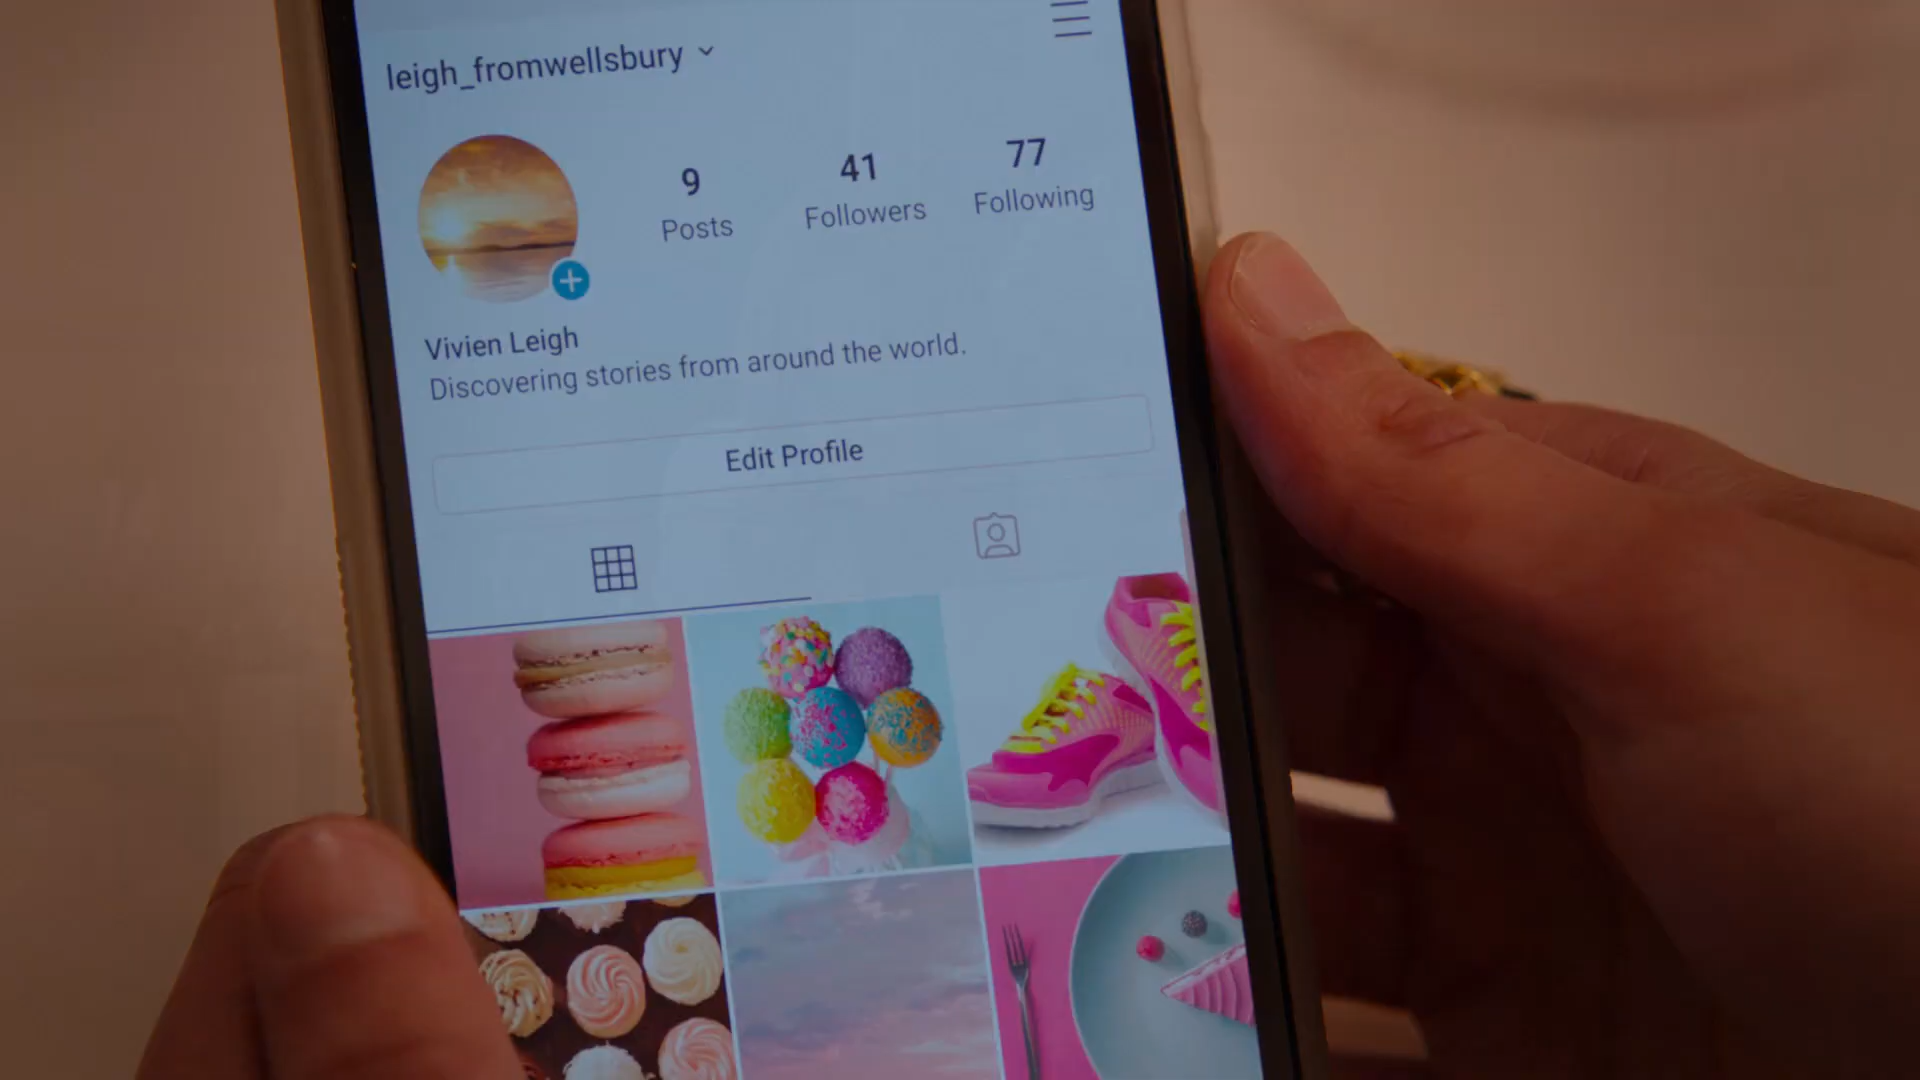 leigh_fromwellsbury
9 41 77
Posts Followers Following
Vivien Leigh
Discovering stories from around the world.
Edit Profile